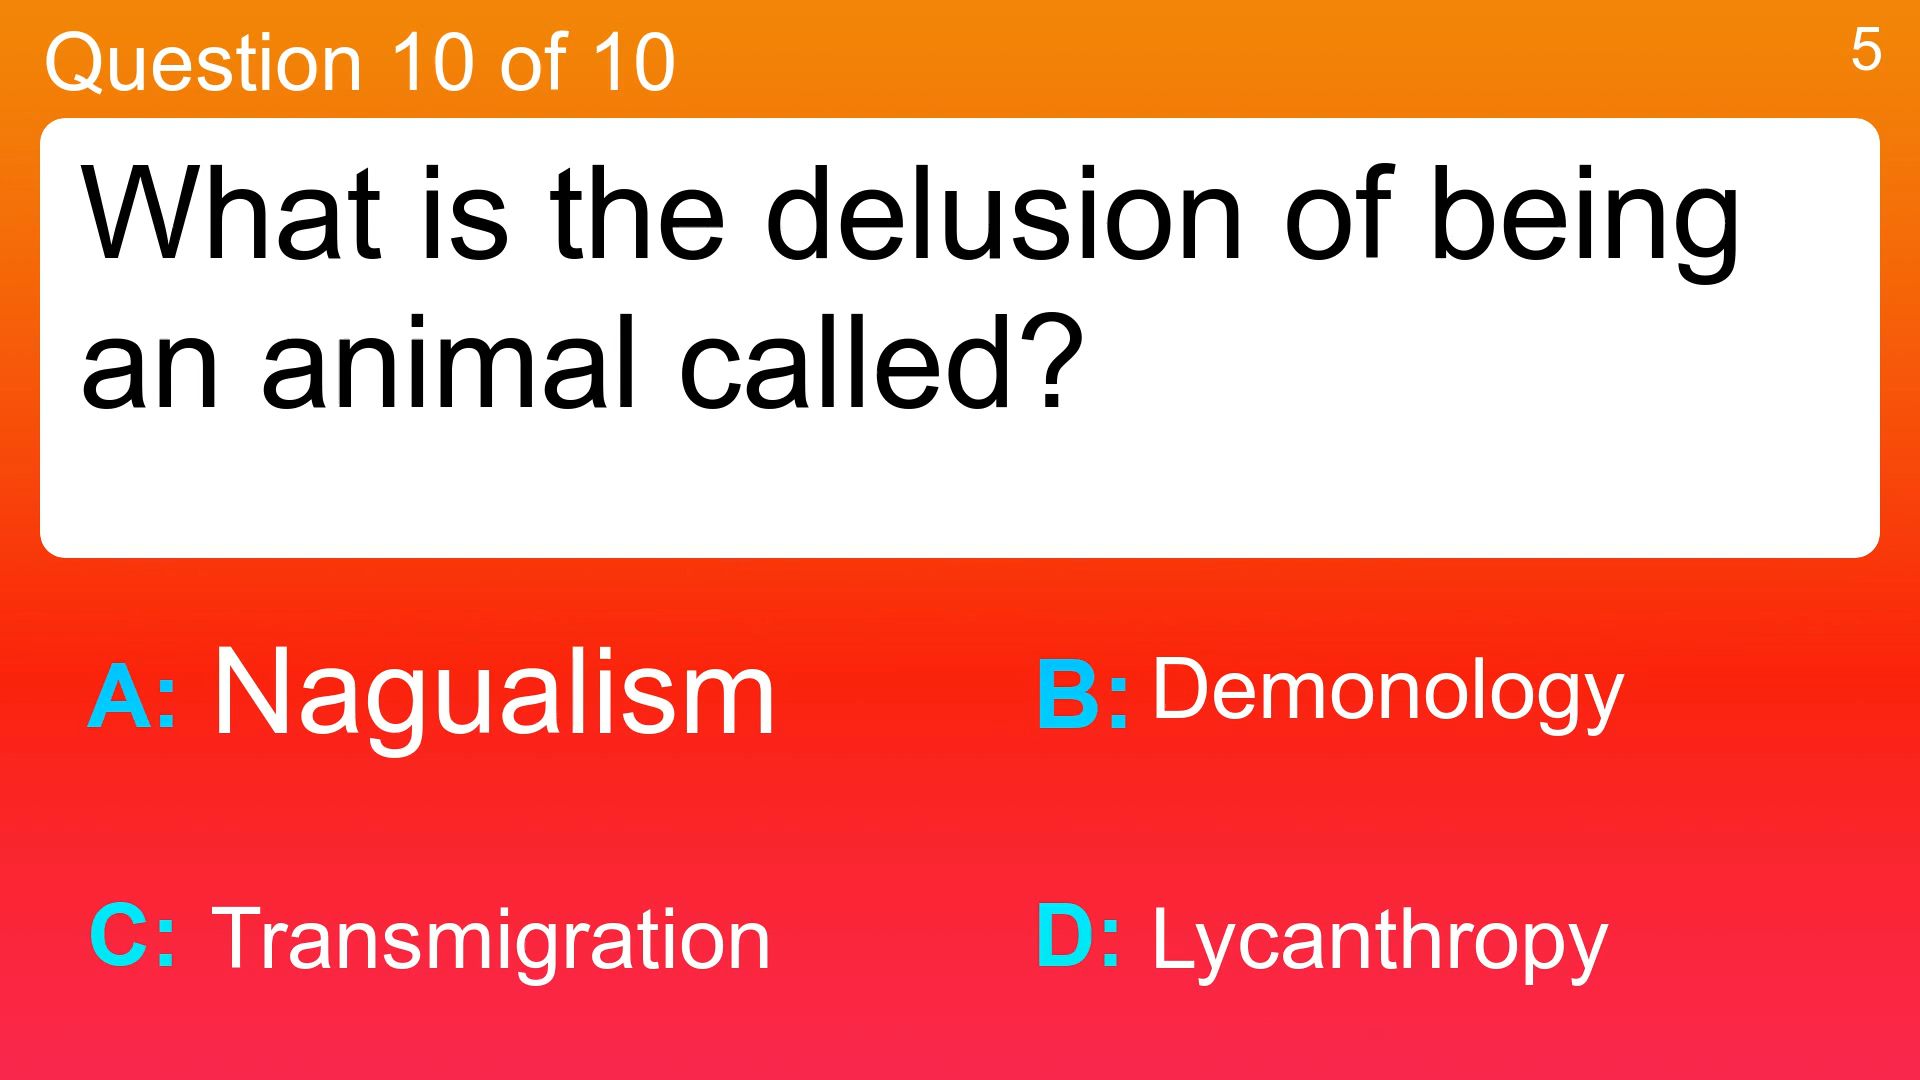 Question 10 of 10
5
What is the delusion of being
an animal called?
A: Nagualism
B: Demonology
C: Transmigration
D: Lycanthropy